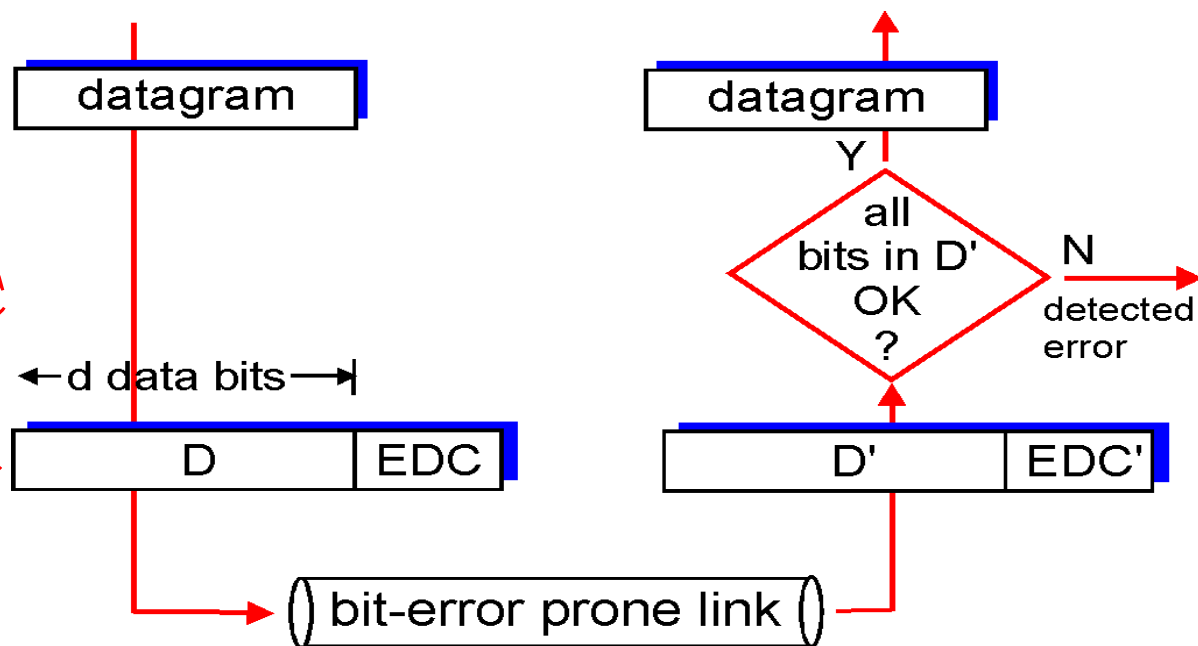 datagram
d data bits
D
EDC
bit-error prone link
datagram
Y
all
bits in D'
OK
?
N
detected
error
D'
EDC'